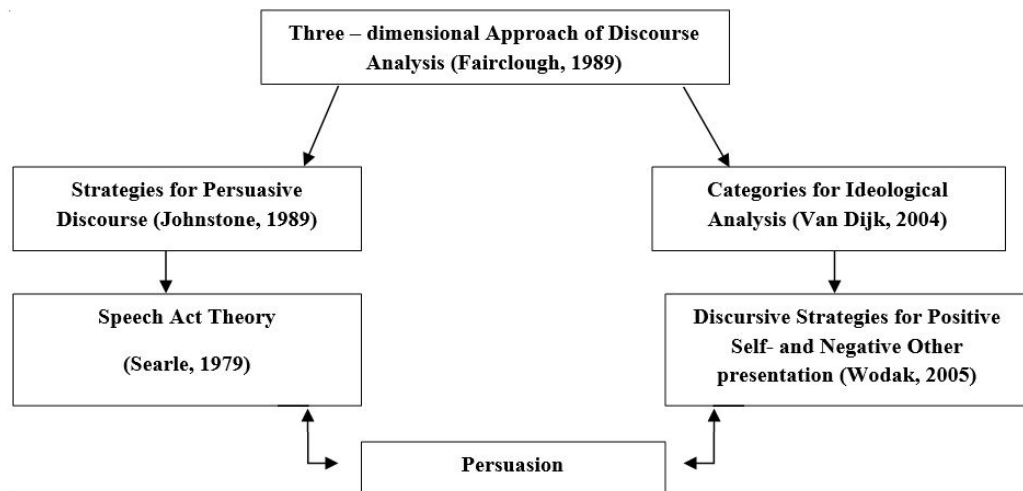 Three – dimensional Approach of Discourse
Analysis (Fairclough, 1989)
Strategies for Persuasive
Discourse (Johnstone, 1989)
Categories for Ideological
Analysis (Van Dijk, 2004)
Speech Act Theory
(Searle, 1979)
Discursive Strategies for Positive
Self- and Negative Other
presentation (Wodak, 2005)
Persuasion